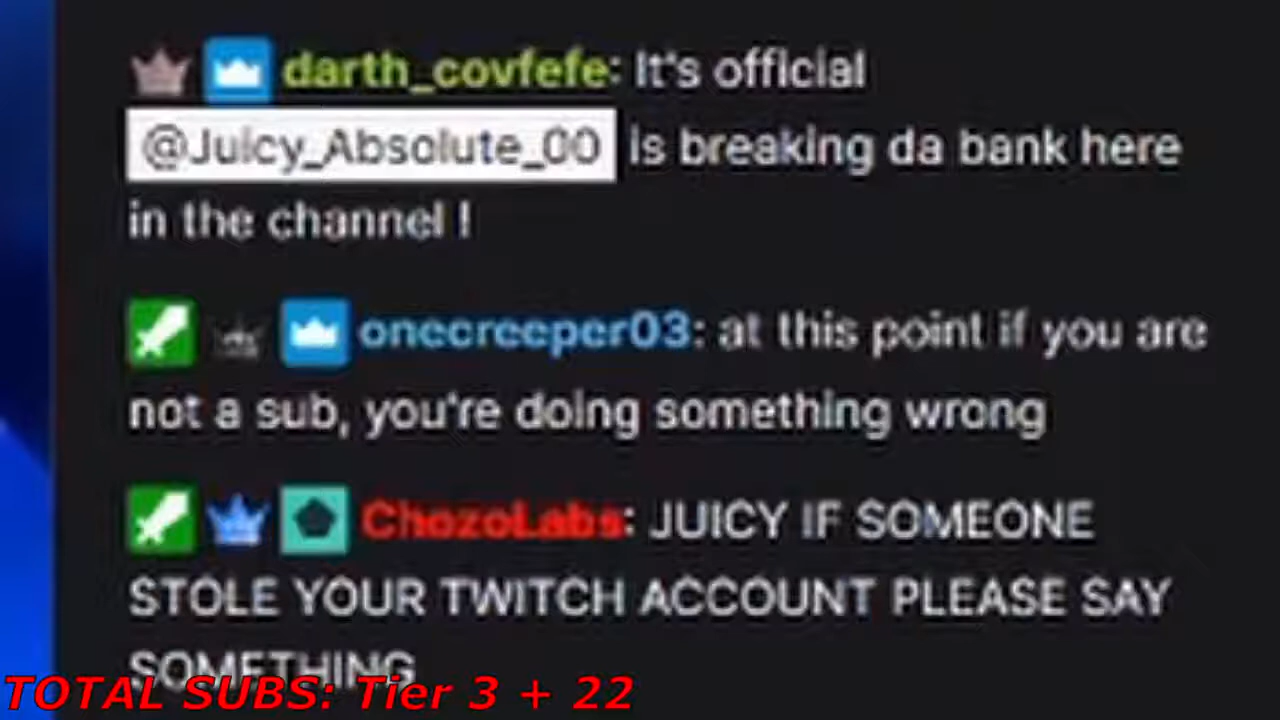 darth_covfefe: It's official
@Juicy_Absolute_00 is breaking da bank here
in the channel !
onecreeper03: at this point if you are
not a sub, you're doing something wrong
ChozoLabs: JUICY IF SOMEONE
STOLE YOUR TWITCH ACCOUNT PLEASE SAY
SOMETHING
TOTAL SUBS: Tier 3 + 22